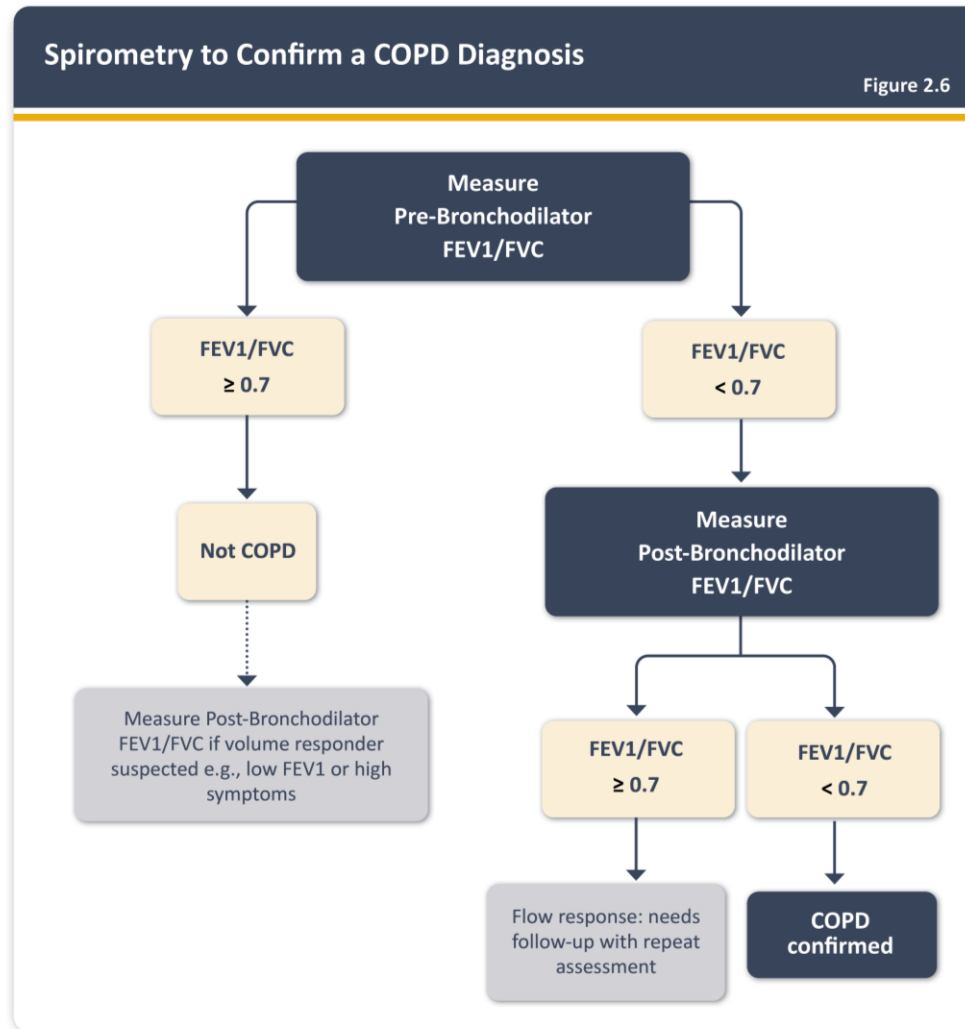 Spirometry to Confirm a COPD Diagnosis
Figure 2.6
Measure
Pre-Bronchodilator
FEV1/FVC
FEV1/FVC
≥ 0.7
FEV1/FVC
< 0.7
Not COPD
Measure
Post-Bronchodilator
FEV1/FVC
Measure Post-Bronchodilator
FEV1/FVC if volume responder
suspected e.g., low FEV1 or high
symptoms
FEV1/FVC
≥ 0.7
FEV1/FVC
< 0.7
Flow response: needs
follow-up with repeat
assessment
COPD
confirmed